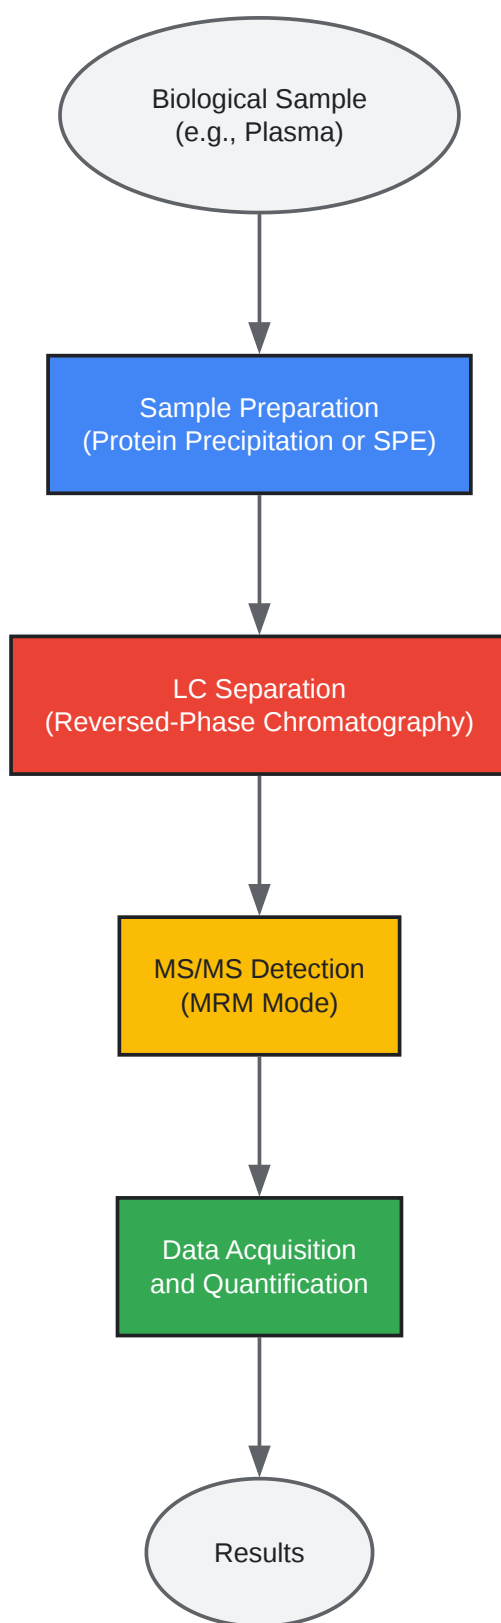 Biological Sample
(e.g., Plasma)
Sample Preparation
(Protein Precipitation or SPE)
LC Separation
(Reversed-Phase Chromatography)
MS/MS Detection
(MRM Mode)
Data Acquisition
and Quantification
Results